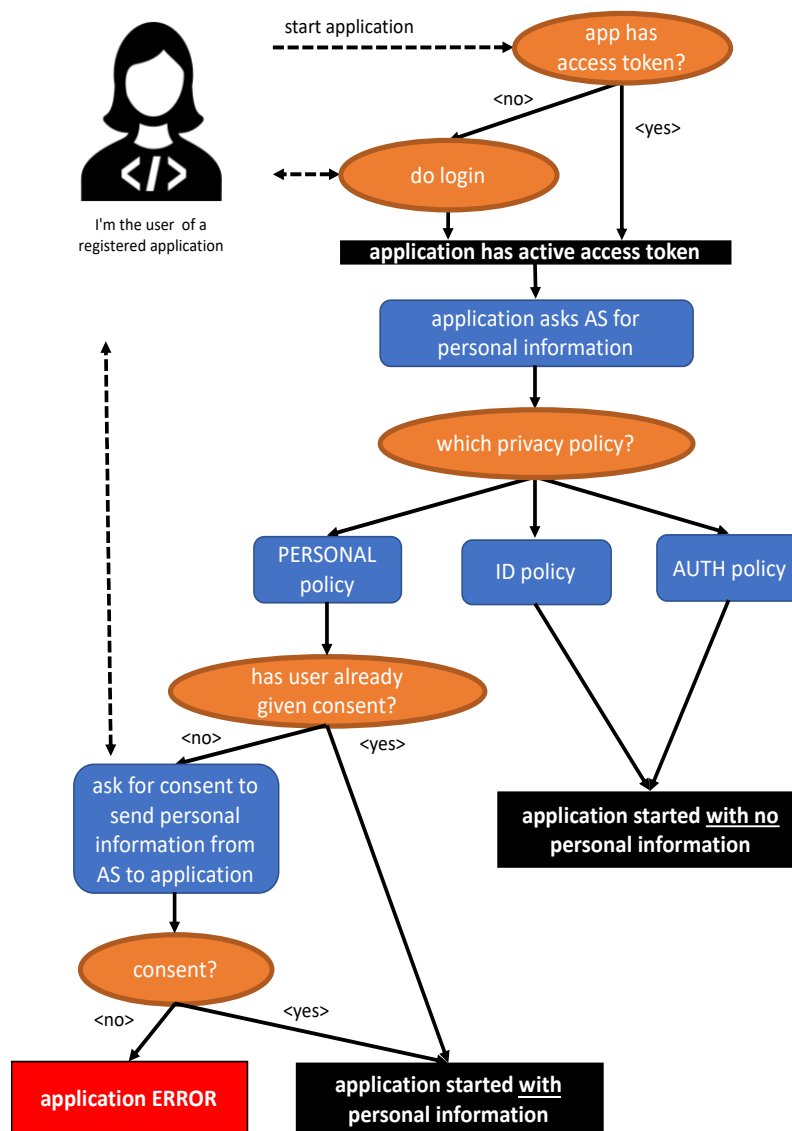 start application
app has
access token?
<no>
<yes>
</>
do login
I'm the user of a
registered application
application has active access token
application asks AS for
personal information
which privacy policy?
PERSONAL
policy
ID policy
AUTH policy
has user already
given consent?
<no>
<yes>
ask for consent to
send personal
information from
AS to application
application started with no
personal information
consent?
<no>
<yes>
application ERROR
application started with
personal information